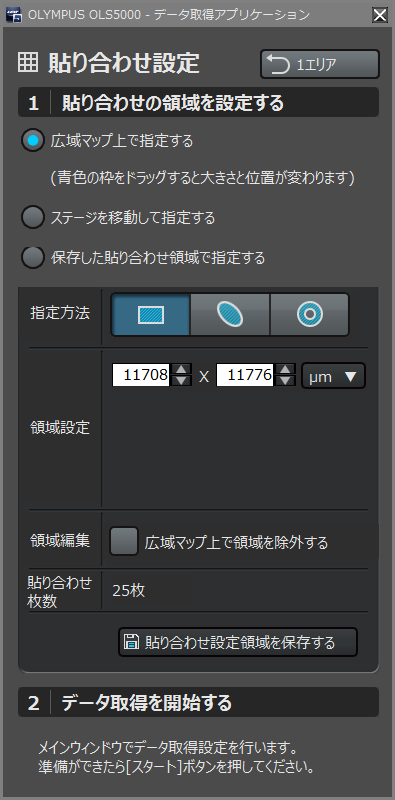 OLYMPUS OLS5000 - データ取得アプリケーション
貼り合わせ設定
1エリア
1 貼り合わせの領域を設定する
広域マップ上で指定する
(青色の枠をドラッグすると大きさと位置が変わります)
ステージを移動して指定する
保存した貼り合わせ領域で指定する
指定方法
11708 X 11776 µm
領域設定
領域編集 広域マップ上で領域を除外する
貼り合わせ
枚数
25枚
貼り合わせ設定領域を保存する
2 データ取得を開始する
メインウィンドウでデータ取得設定を行います。
準備ができたら[スタート]ボタンを押してください。